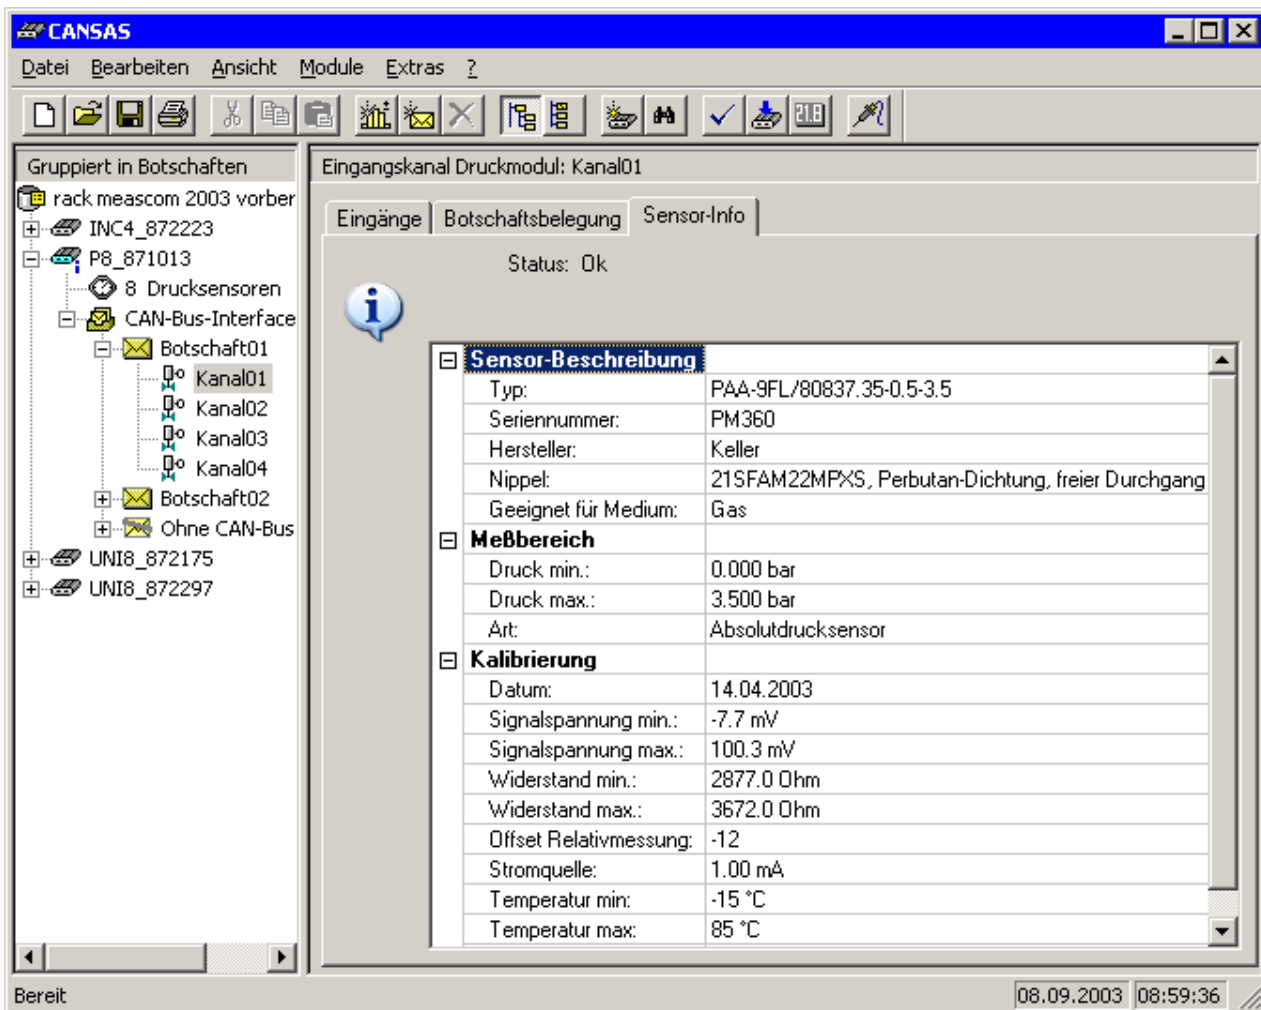 CANSAS
Datei Bearbeiten Ansicht Module Extras ?
21.8
Gruppiert in Botschaften
rack meascom 2003 vorber
INC4_872223
P8_871013
8 Drucksensoren
CAN-Bus-Interface
Botschaft01
Kanal01
Kanal02
Kanal03
Kanal04
Botschaft02
Ohne CAN-Bus
UNI8_872175
UNI8_872297
Eingangskanal Druckmodul: Kanal01
Eingänge Botschaftsbelegung Sensor-Info
Status: Ok
Sensor-Beschreibung
Typ: PAA-9FL/80837.35-0.5-3.5
Seriennummer: PM360
Hersteller: Keller
Nippel: 21SFAM22MPXS, Perbutan-Dichtung, freier Durchgang
Geeignet für Medium: Gas
Meßbereich
Druck min.: 0.000 bar
Druck max.: 3.500 bar
Art: Absolutdrucksensor
Kalibrierung
Datum: 14.04.2003
Signalspannung min.: -7.7 mV
Signalspannung max.: 100.3 mV
Widerstand min.: 2877.0 Ohm
Widerstand max.: 3672.0 Ohm
Offset Relativmessung: -12
Stromquelle: 1.00 mA
Temperatur min: -15 °C
Temperatur max: 85 °C
Bereit 08.09.2003 08:59:36